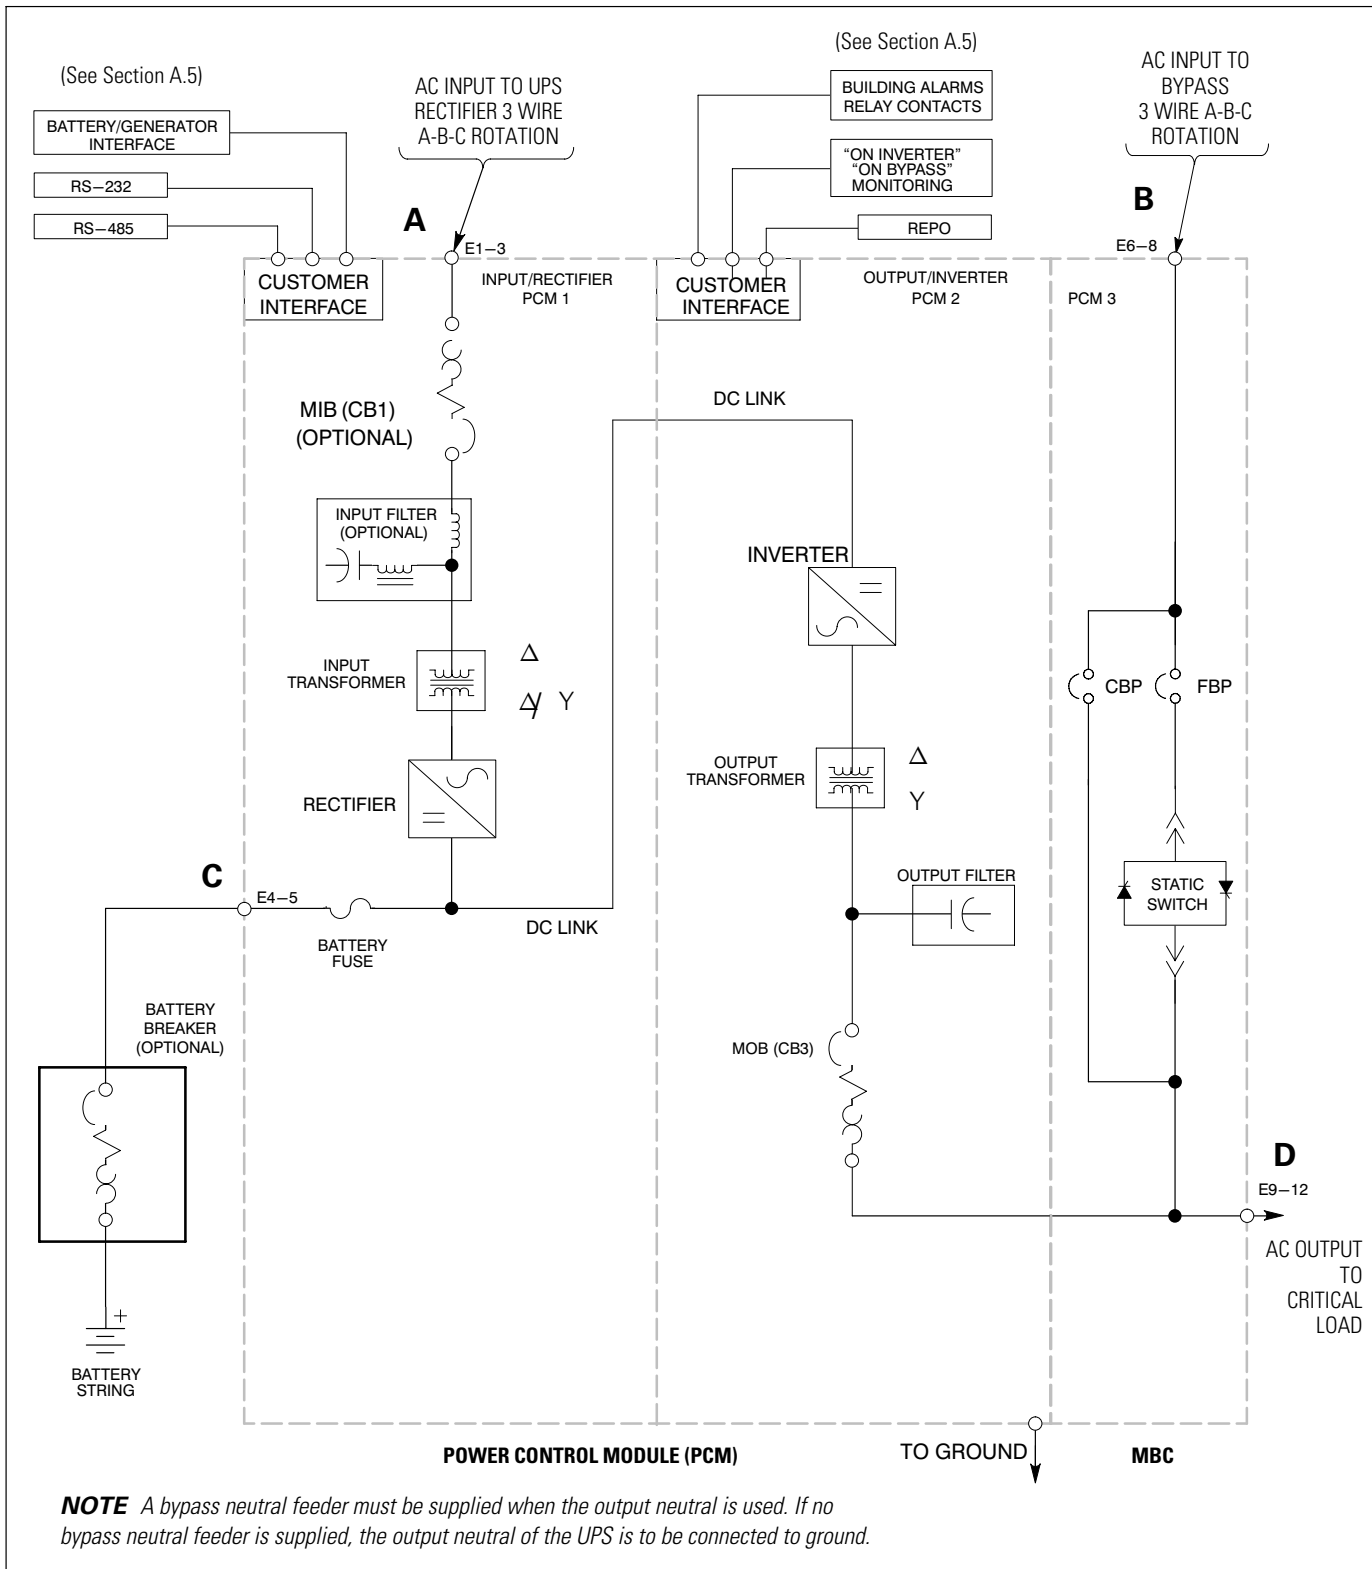 (See Section A.5)
BATTERY/GENERATOR
INTERFACE
RS–232
RS–485
AC INPUT TO UPS
RECTIFIER 3 WIRE
A-B-C ROTATION
(See Section A.5)
BUILDING ALARMS
RELAY CONTACTS
“ON INVERTER”
“ON BYPASS”
MONITORING
REPO
AC INPUT TO
BYPASS
3 WIRE A-B-C
ROTATION
A
E1–3
B
E6–8
CUSTOMER
INTERFACE
INPUT/RECTIFIER
PCM 1
CUSTOMER
INTERFACE
OUTPUT/INVERTER
PCM 2
PCM 3
MIB (CB1)
(OPTIONAL)
DC LINK
INPUT FILTER
(OPTIONAL)
INVERTER
INPUT
TRANSFORMER
Δ
Δ/ Y
CBP
FBP
OUTPUT
TRANSFORMER
Δ
Y
RECTIFIER
C
E4–5
BATTERY
FUSE
DC LINK
OUTPUT FILTER
STATIC
SWITCH
BATTERY
BREAKER
(OPTIONAL)
MOB (CB3)
D
E9–12
AC OUTPUT
TO
CRITICAL
LOAD
+
BATTERY
STRING
POWER CONTROL MODULE (PCM)
TO GROUND
MBC
NOTE A bypass neutral feeder must be supplied when the output neutral is used. If no
bypass neutral feeder is supplied, the output neutral of the UPS is to be connected to ground.